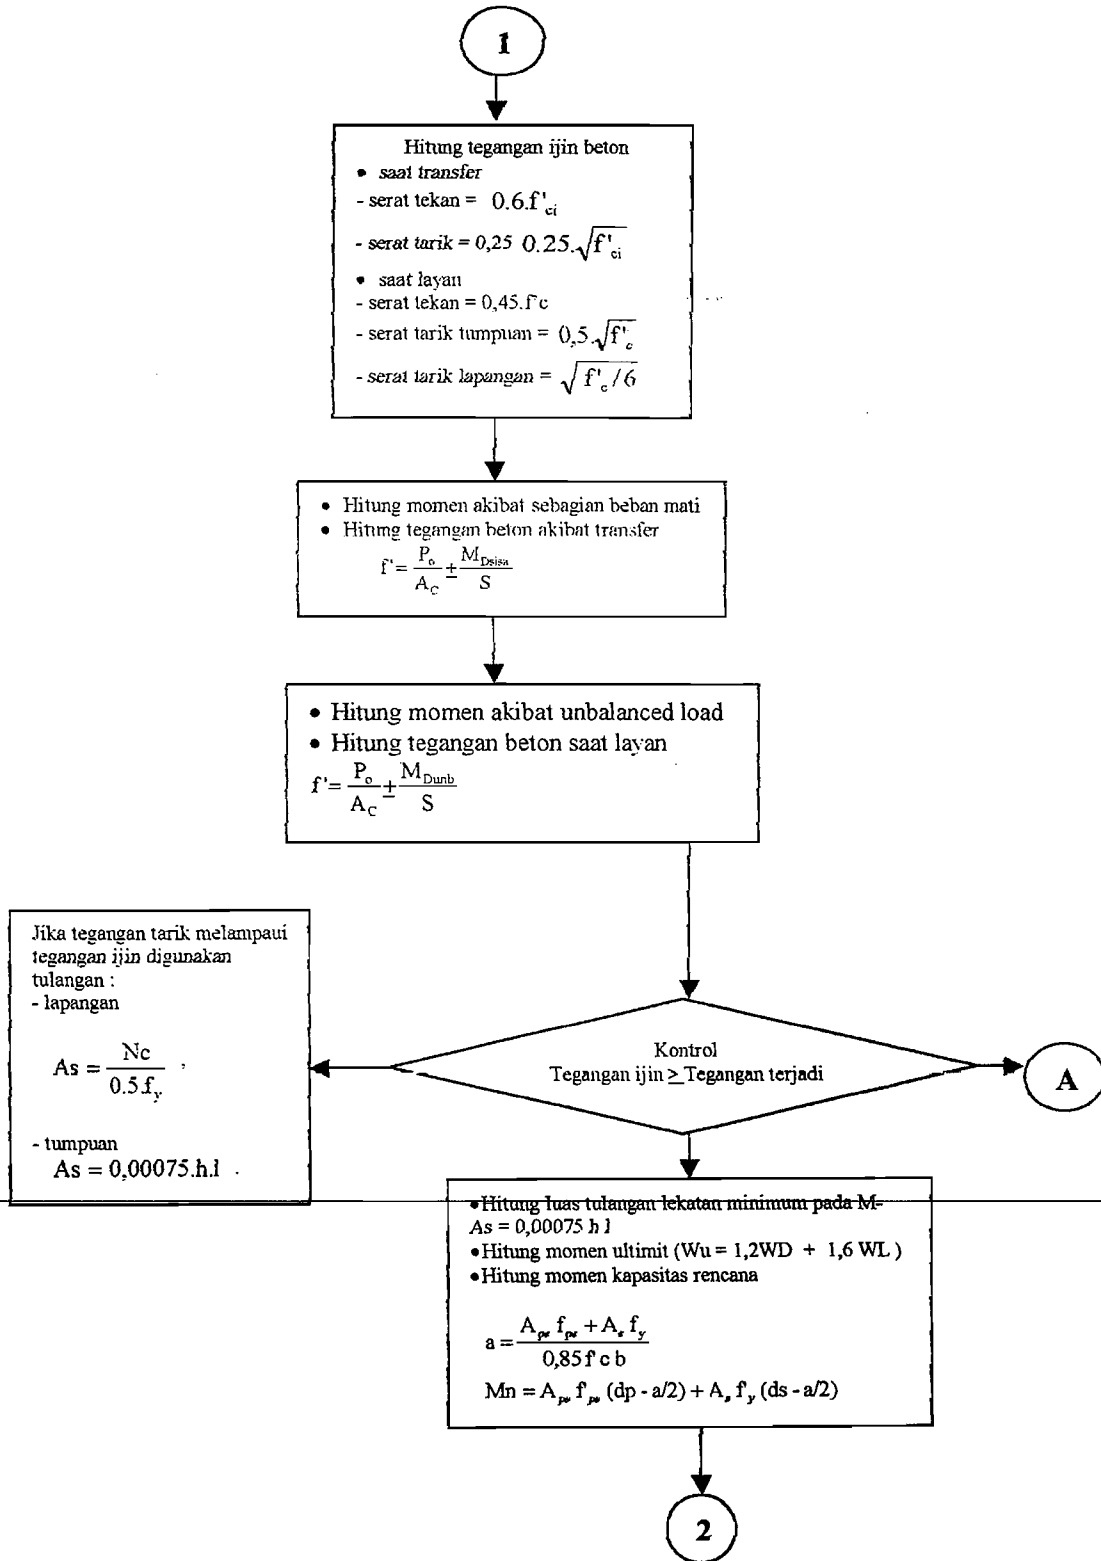 1
Hitung tegangan ijin beton
• saat transfer
- serat tekan = 0.6.f'ci
- serat tarik = 0,25 0.25.√f'ci
• saat layan
- serat tekan = 0,45.f'c
- serat tarik tumpuan = 0,5.√f'c
- serat tarik lapangan = √f'c/6
• Hitung momen akibat sebagian beban mati
• Hitung tegangan beton akibat transfer
f' = Po/AC ± MDsisa/S
• Hitung momen akibat unbalanced load
• Hitung tegangan beton saat layan
f' = Po/AC ± MDunb/S
Jika tegangan tarik melampaui
tegangan ijin digunakan
tulangan :
- lapangan
As = Nc/0.5.fy
- tumpuan
As = 0,00075.h.l
Kontrol
Tegangan ijin ≥ Tegangan terjadi
A
• Hitung luas tulangan lekatan minimum pada M-
As = 0,00075 h l
• Hitung momen ultimit (Wu = 1,2WD + 1,6 WL )
• Hitung momen kapasitas rencana
a = Aps fps + As fy / 0,85 f'c b
Mn = Aps fps (dp - a/2) + As fy (ds - a/2)
2